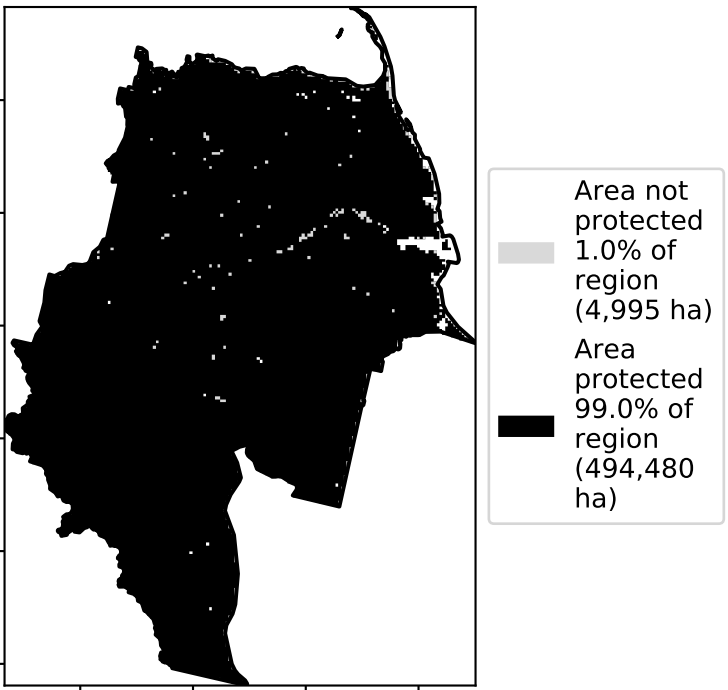 Area not
protected
1.0% of
region
(4,995 ha)
Area
protected
99.0% of
region
(494,480
ha)